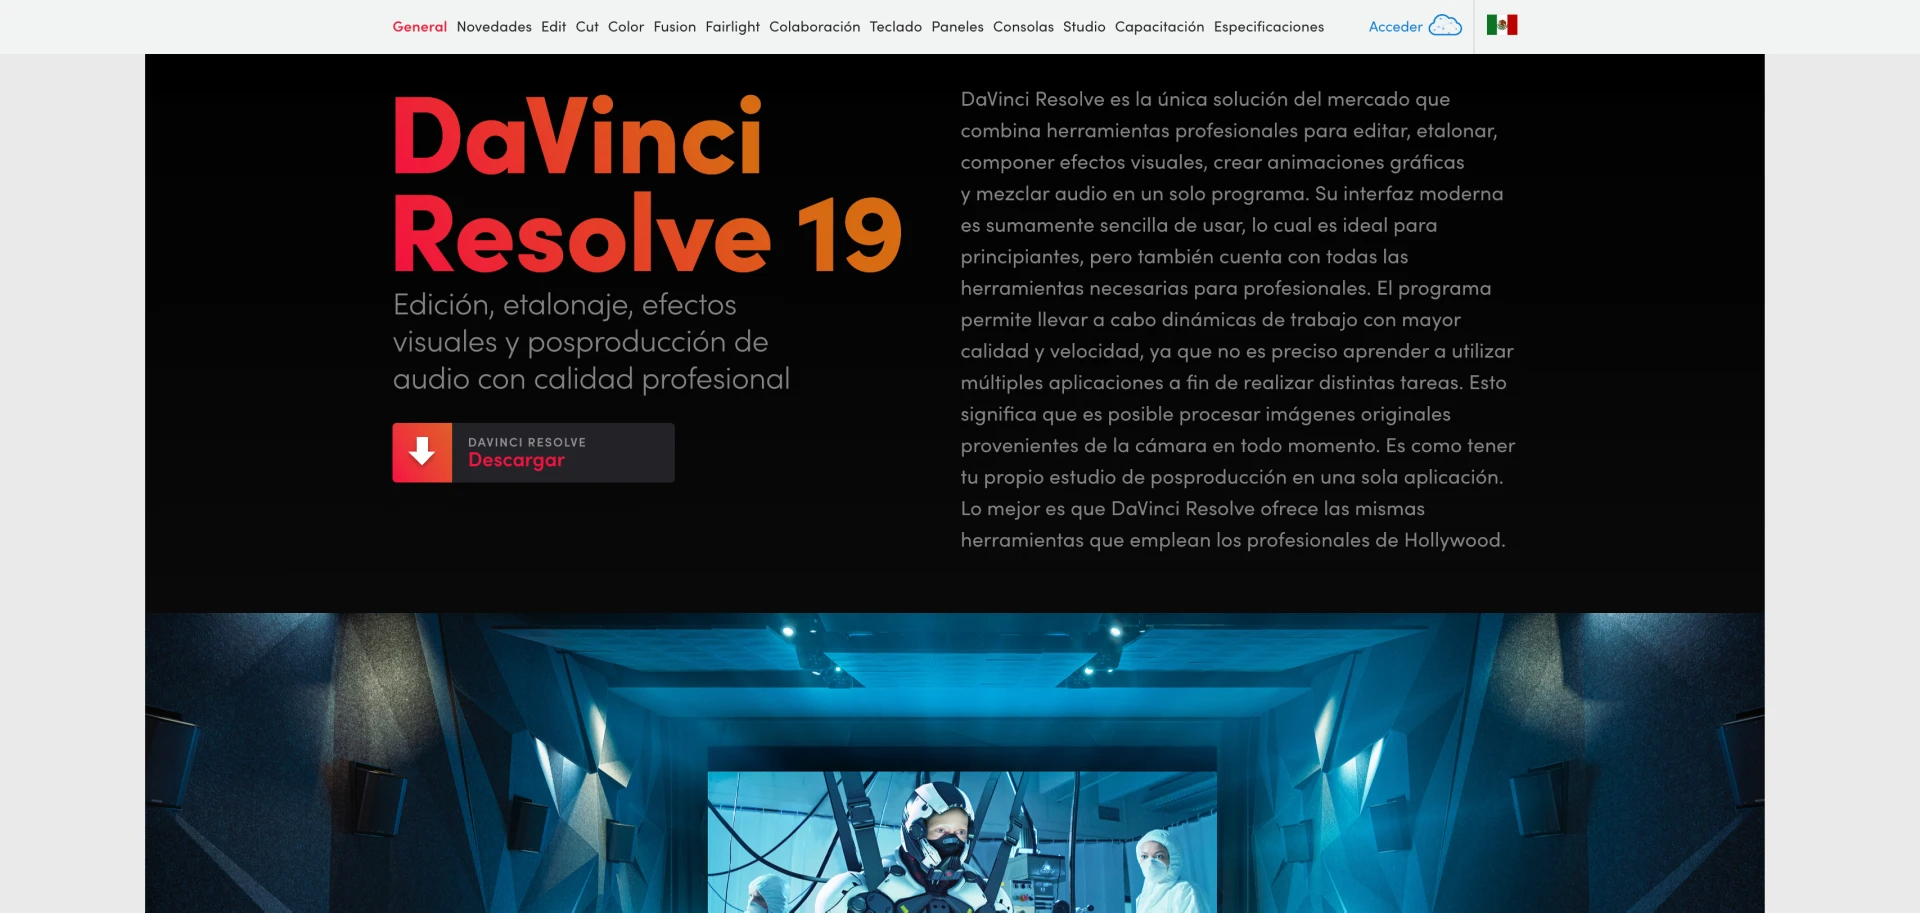 General Novedades Edit Cut Color Fusion Fairlight Colaboración Teclado Paneles Consolas Studio Capacitación Especificaciones Acceder
DaVinci
Resolve 19
Edición, etalonaje, efectos
visuales y posproducción de
audio con calidad profesional
DAVINCI RESOLVE
Descargar
DaVinci Resolve es la única solución del mercado que
combina herramientas profesionales para editar, etalonar,
componer efectos visuales, crear animaciones gráficas
y mezclar audio en un solo programa. Su interfaz moderna
es sumamente sencilla de usar, lo cual es ideal para
principiantes, pero también cuenta con todas las
herramientas necesarias para profesionales. El programa
permite llevar a cabo dinámicas de trabajo con mayor
calidad y velocidad, ya que no es preciso aprender a utilizar
múltiples aplicaciones a fin de realizar distintas tareas. Esto
significa que es posible procesar imágenes originales
provenientes de la cámara en todo momento. Es como tener
tu propio estudio de posproducción en una sola aplicación.
Lo mejor es que DaVinci Resolve ofrece las mismas
herramientas que emplean los profesionales de Hollywood.